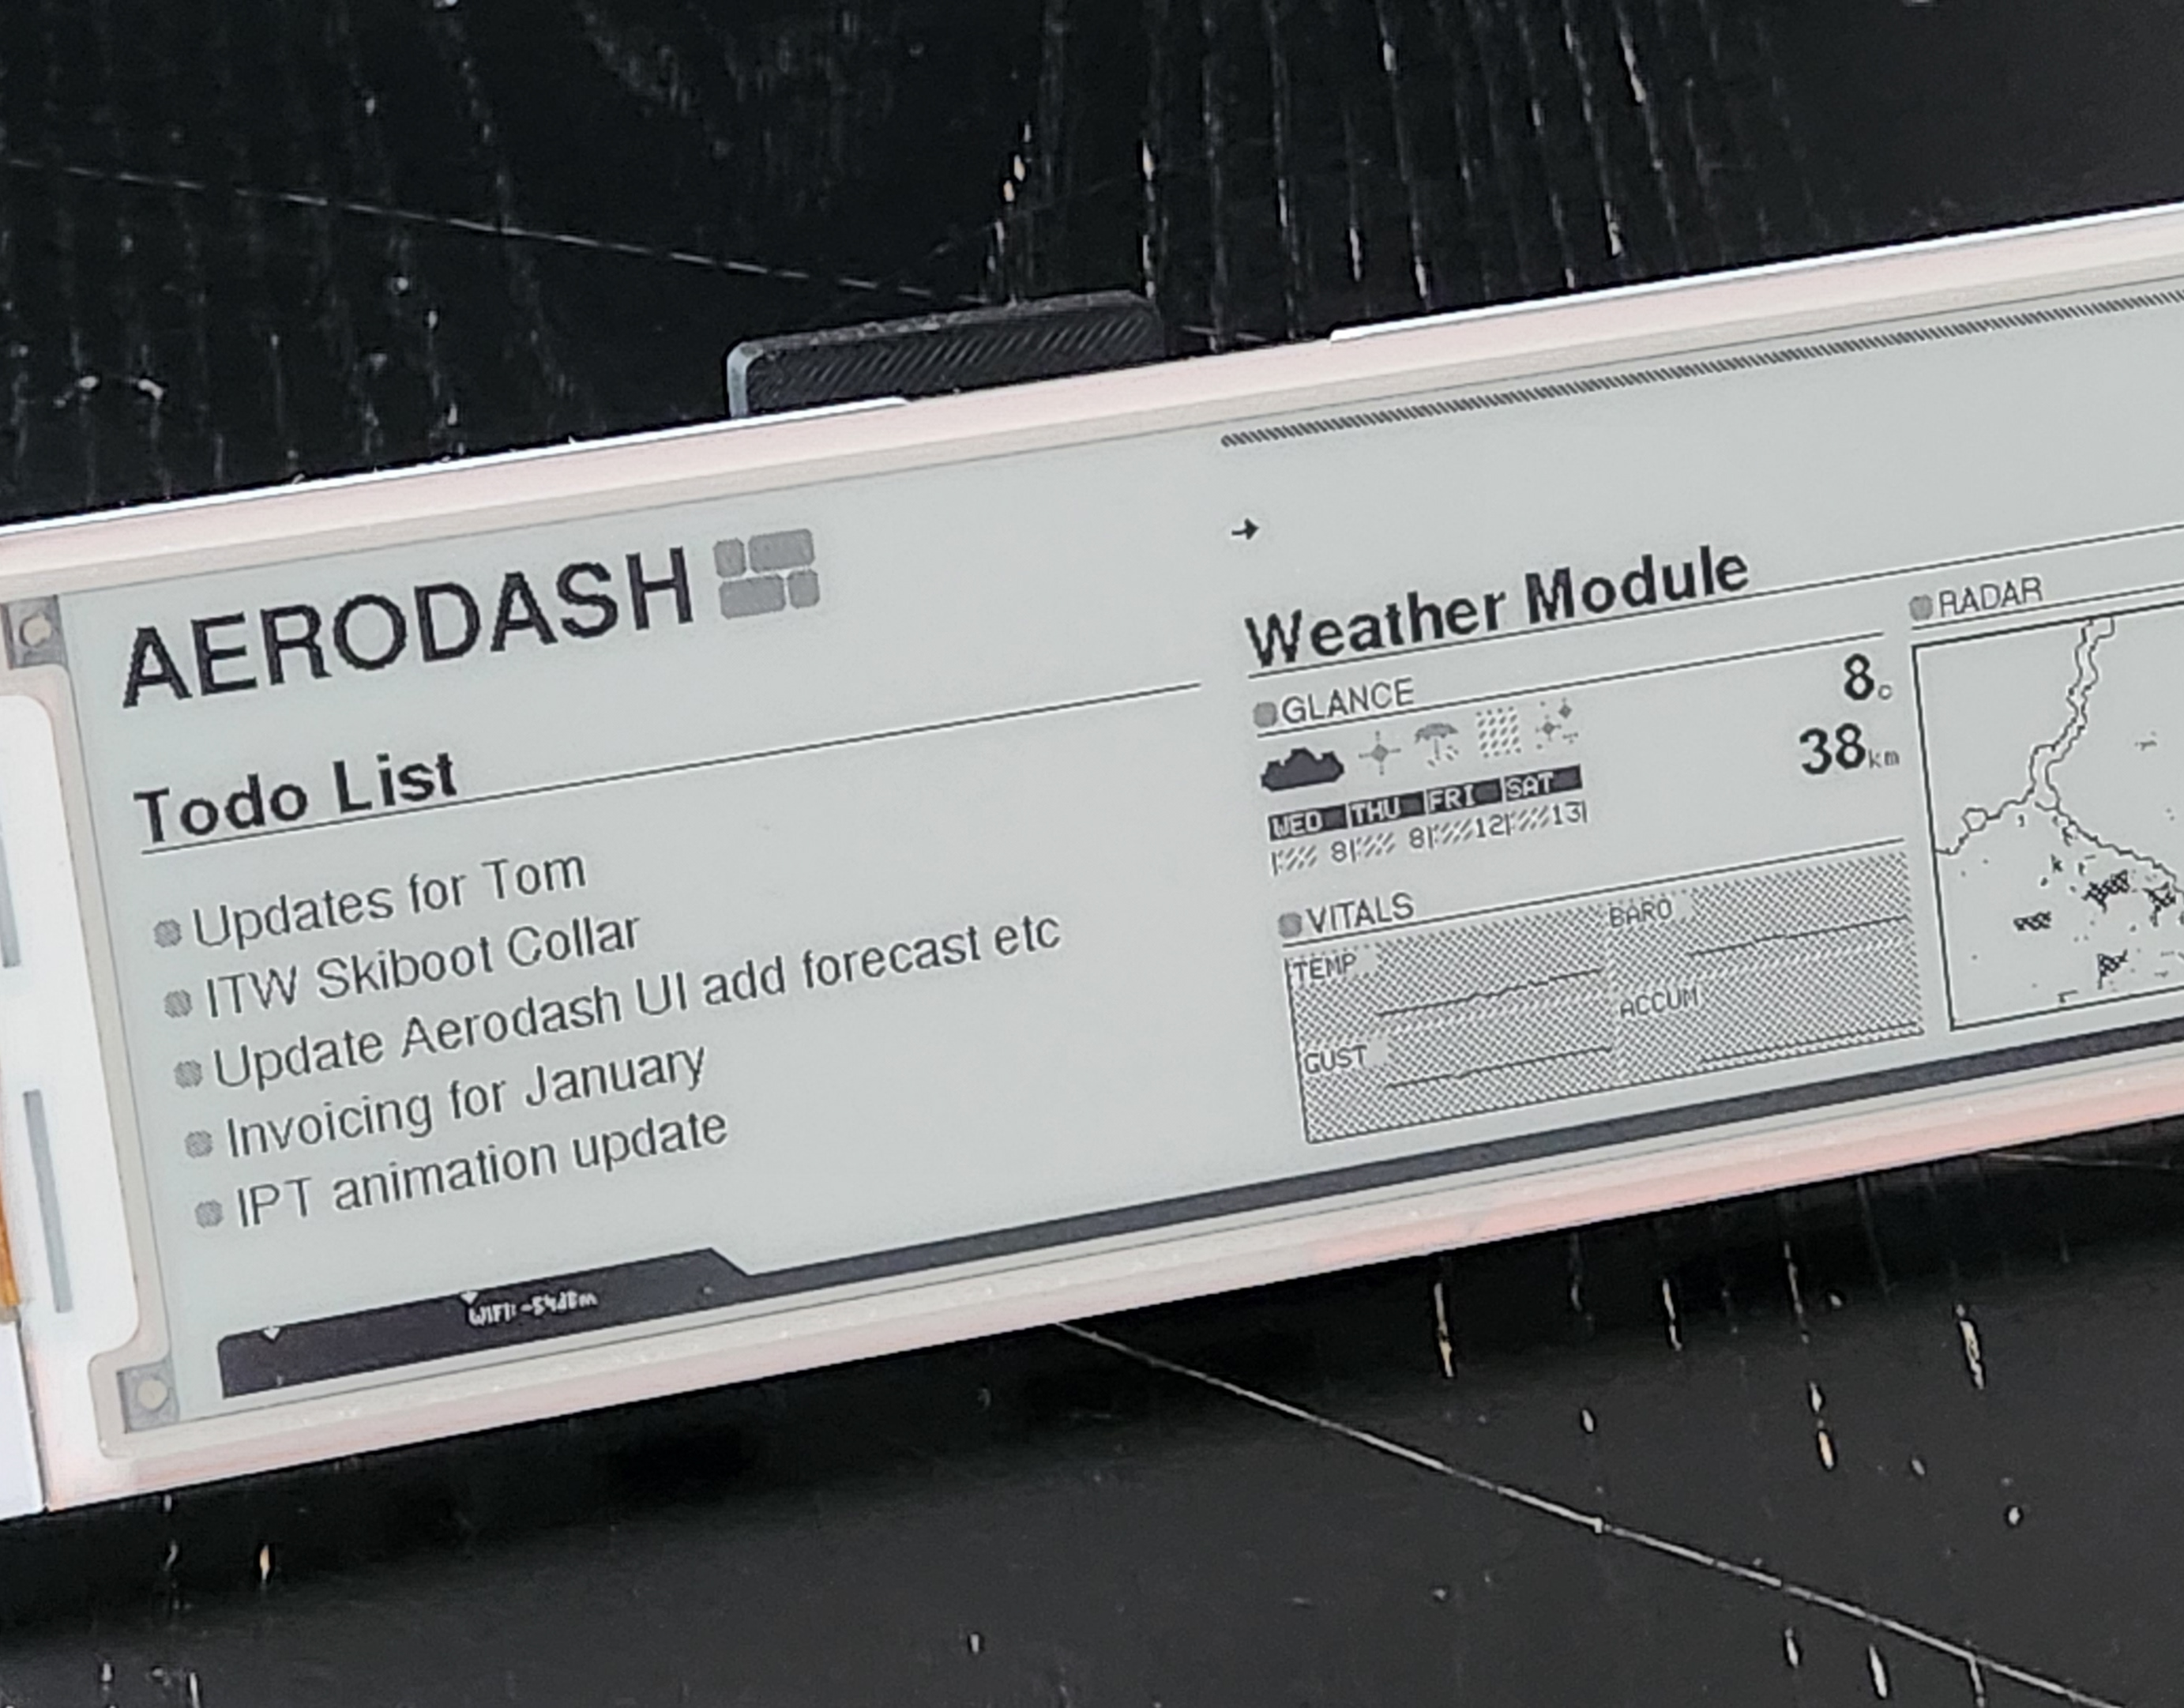 AERODASH
Todo List
Updates for Tom
ITW Skiboot Collar
Update Aerodash UI add forecast etc
Invoicing for January
IPT animation update
WIFI: -54dBm
Weather Module
GLANCE
8c
38km
WED THU FRI SAT
8 8 12 13
VITALS
TEMP
BARO
GUST
ACCUM
RADAR